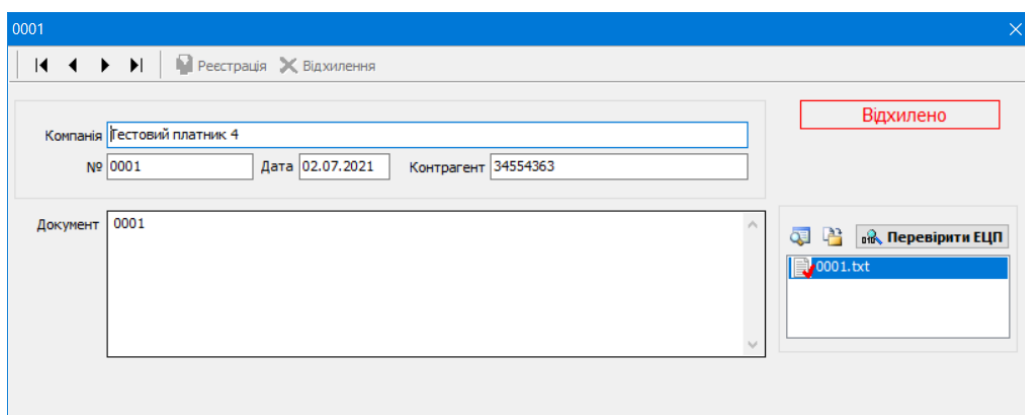 0001
Реєстрація Відхилення
Відхилено
Компанія Тестовий платник 4
№ 0001 Дата 02.07.2021 Контрагент 34554363
Документ 0001
Перевірити ЕЦП
0001.txt